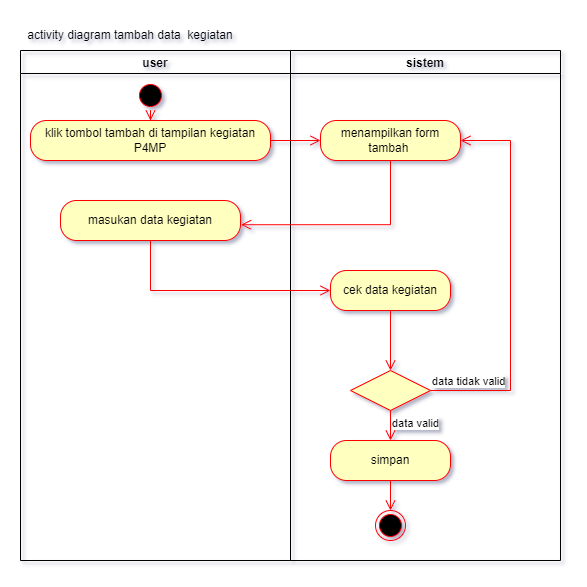 activity diagram tambah data kegiatan
user
sistem
klik tombol tambah di tampilan kegiatan
P4MP
menampilkan form
tambah
masukan data kegiatan
cek data kegiatan
data tidak valid
data valid
simpan